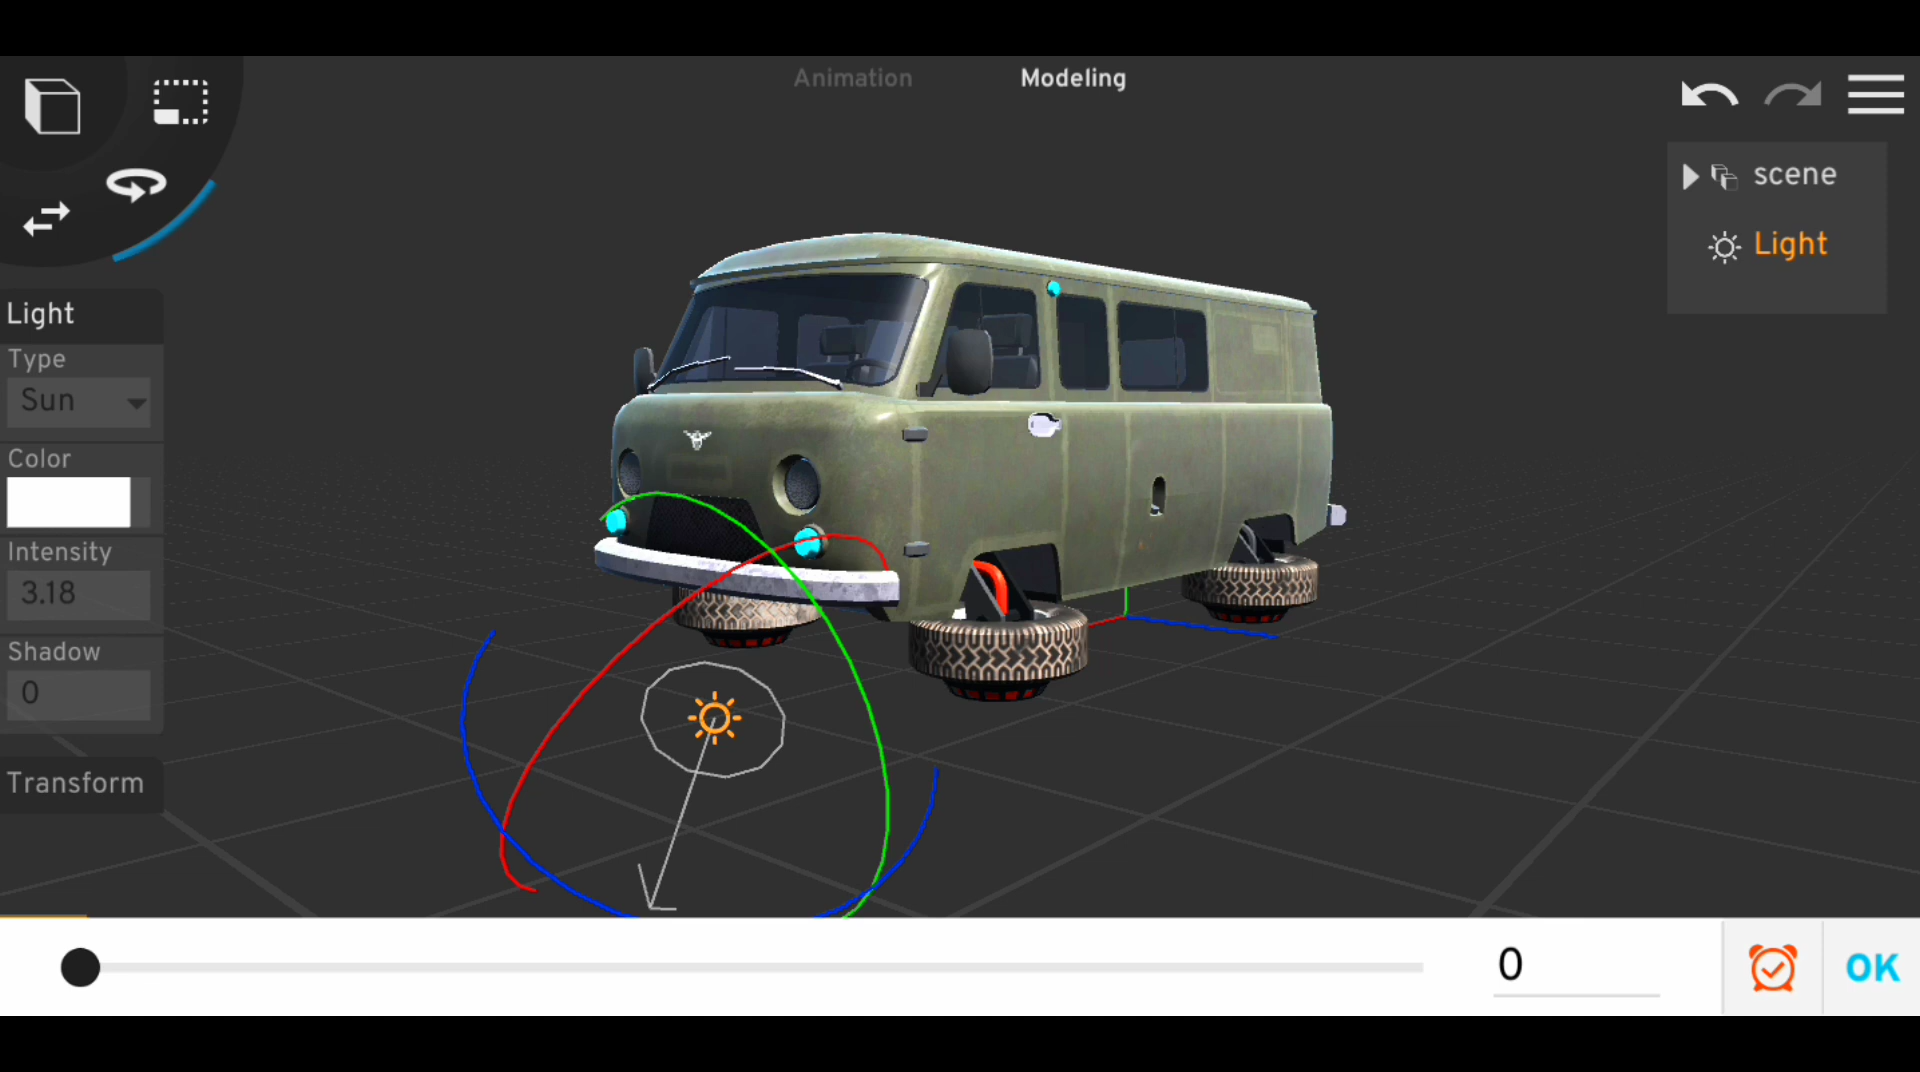 Animation
Modeling
scene
Light
Light
Type
Sun
Color
Intensity
3.18
Shadow
0
Transform
0
OK